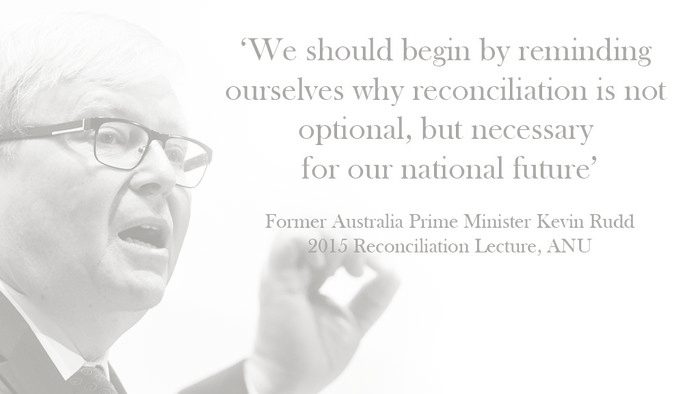 ‘We should begin by reminding
ourselves why reconciliation is not
optional, but necessary
for our national future’
Former Australia Prime Minister Kevin Rudd
2015 Reconciliation Lecture, ANU